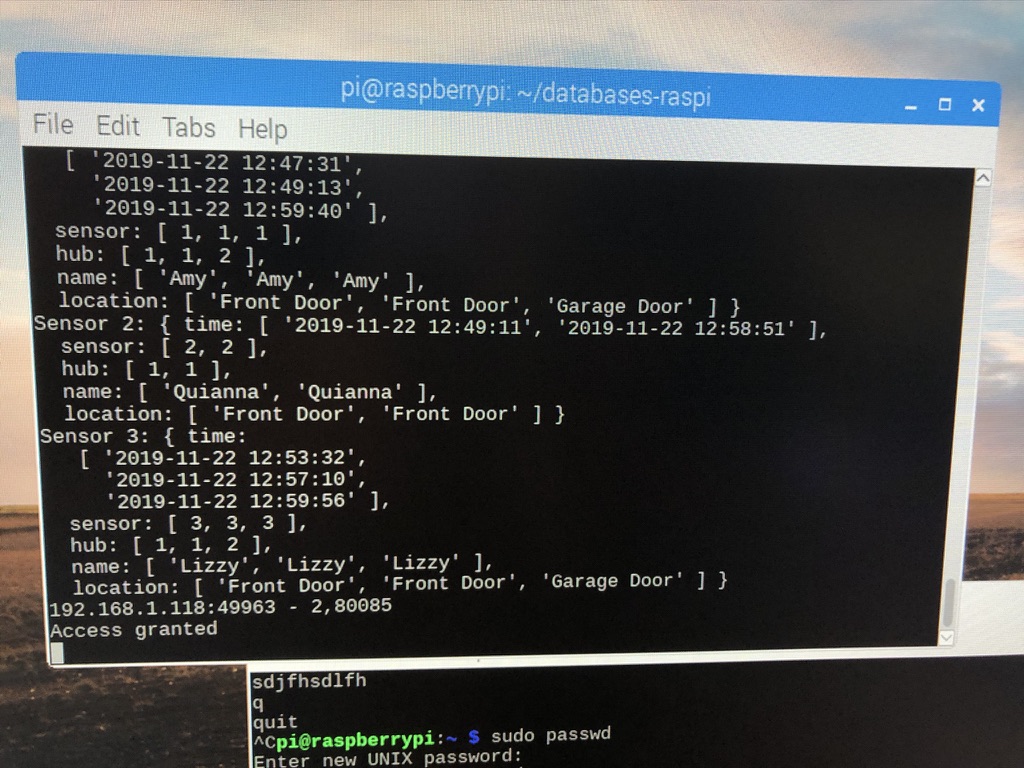 pi@raspberrypi: ~/databases-raspi
File Edit Tabs Help
[ '2019-11-22 12:47:31',
'2019-11-22 12:49:13',
'2019-11-22 12:59:40' ],
sensor: [ 1, 1, 1 ],
hub: [ 1, 1, 2 ],
name: [ 'Amy', 'Amy', 'Amy' ],
location: [ 'Front Door', 'Front Door', 'Garage Door' ] }
Sensor 2: { time: [ '2019-11-22 12:49:11', '2019-11-22 12:58:51' ],
sensor: [ 2, 2 ],
hub: [ 1, 1 ],
name: [ 'Quianna', 'Quianna' ],
location: [ 'Front Door', 'Front Door' ] }
Sensor 3: { time:
[ '2019-11-22 12:53:32',
'2019-11-22 12:57:10',
'2019-11-22 12:59:56' ],
sensor: [ 3, 3, 3 ],
hub: [ 1, 1, 2 ],
name: [ 'Lizzy', 'Lizzy', 'Lizzy' ],
location: [ 'Front Door', 'Front Door', 'Garage Door' ] }
192.168.1.118:49963 - 2,80085
Access granted
sdjfhsdlfh
q
quit
^Cpi@raspberrypi:~ $ sudo passwd
Enter new UNIX password: